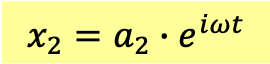 x₂ = a₂ · e^{iωt}